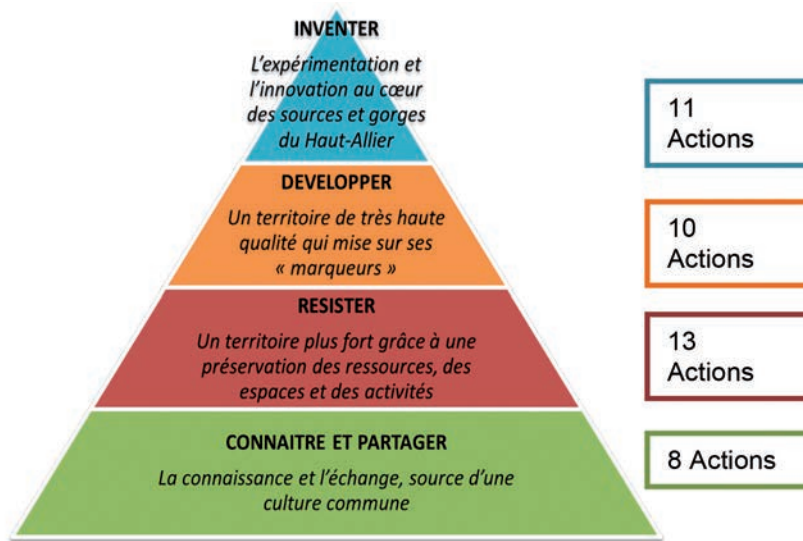 INVENTER
L'expérimentation et
l'innovation au cœur
des sources et gorges
du Haut-Allier
11
Actions
DEVELOPPER
Un territoire de très haute
qualité qui mise sur ses
« marqueurs »
10
Actions
RESISTER
Un territoire plus fort grâce à une
préservation des ressources, des
espaces et des activités
13
Actions
CONNAITRE ET PARTAGER
La connaissance et l'échange, source d'une
culture commune
8 Actions